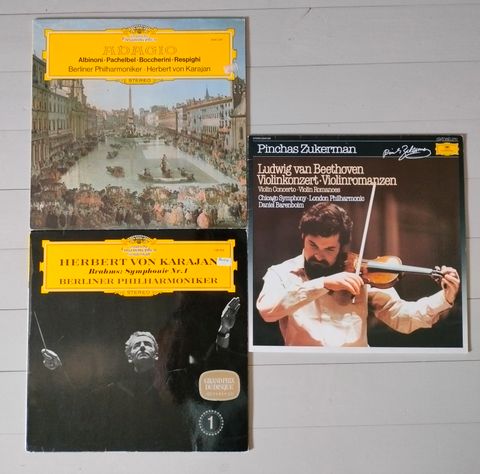 ADAGIO
Albinoni · Pachelbel · Boccherini · Respighi
Berliner Philharmoniker · Herbert von Karajan
STEREO
HERBERT VON KARAJAN
Brahms: Symphonie Nr. 1
BERLINER PHILHARMONIKER
STEREO
GRAND PRIX
DU DISQUE
1
Pinchas Zukerman
Ludwig van Beethoven
Violinkonzert · Violinromanzen
Violin Concerto · Violin Romances
Chicago Symphony · London Philharmonic
Daniel Barenboim